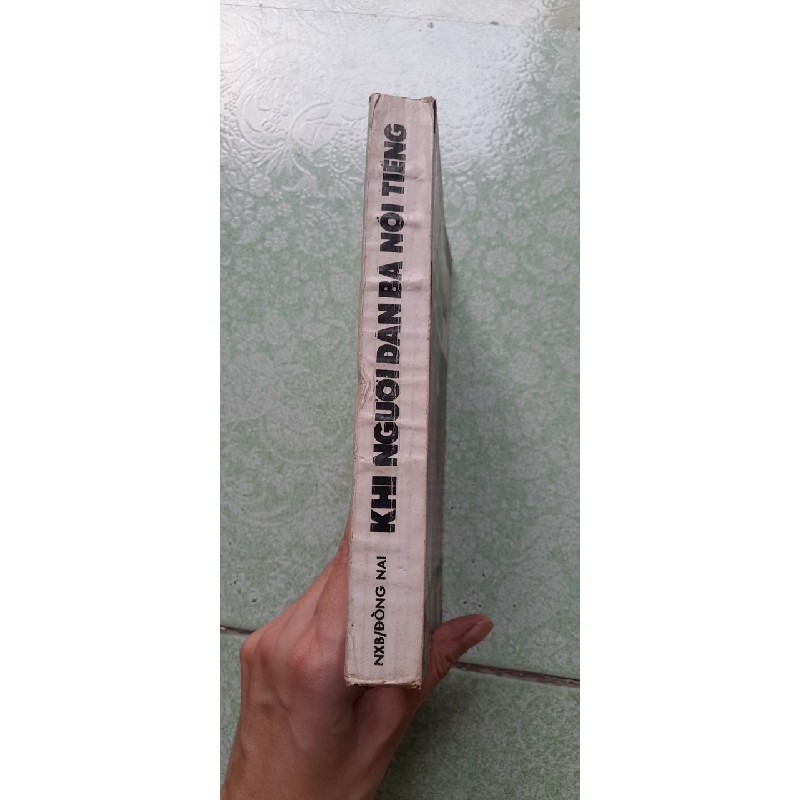 KHI NGƯỜI ĐÀN BÀ NỔI TIẾNG
NXB/ĐỒNG NAI